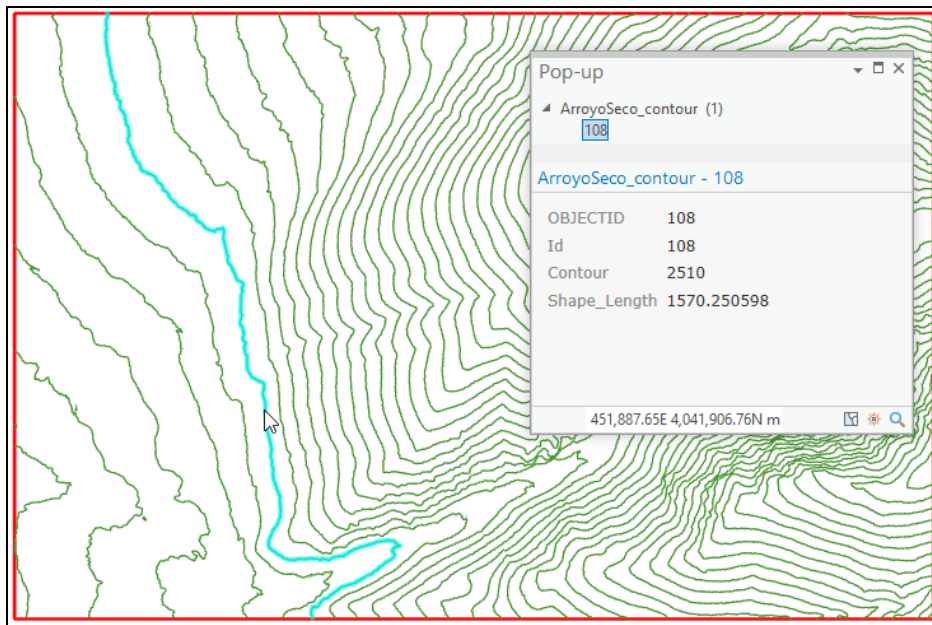 Pop-up
ArroyoSeco_contour (1)
108
ArroyoSeco_contour - 108
OBJECTID 108
Id 108
Contour 2510
Shape_Length 1570.250598
451,887.65E 4,041,906.76N m